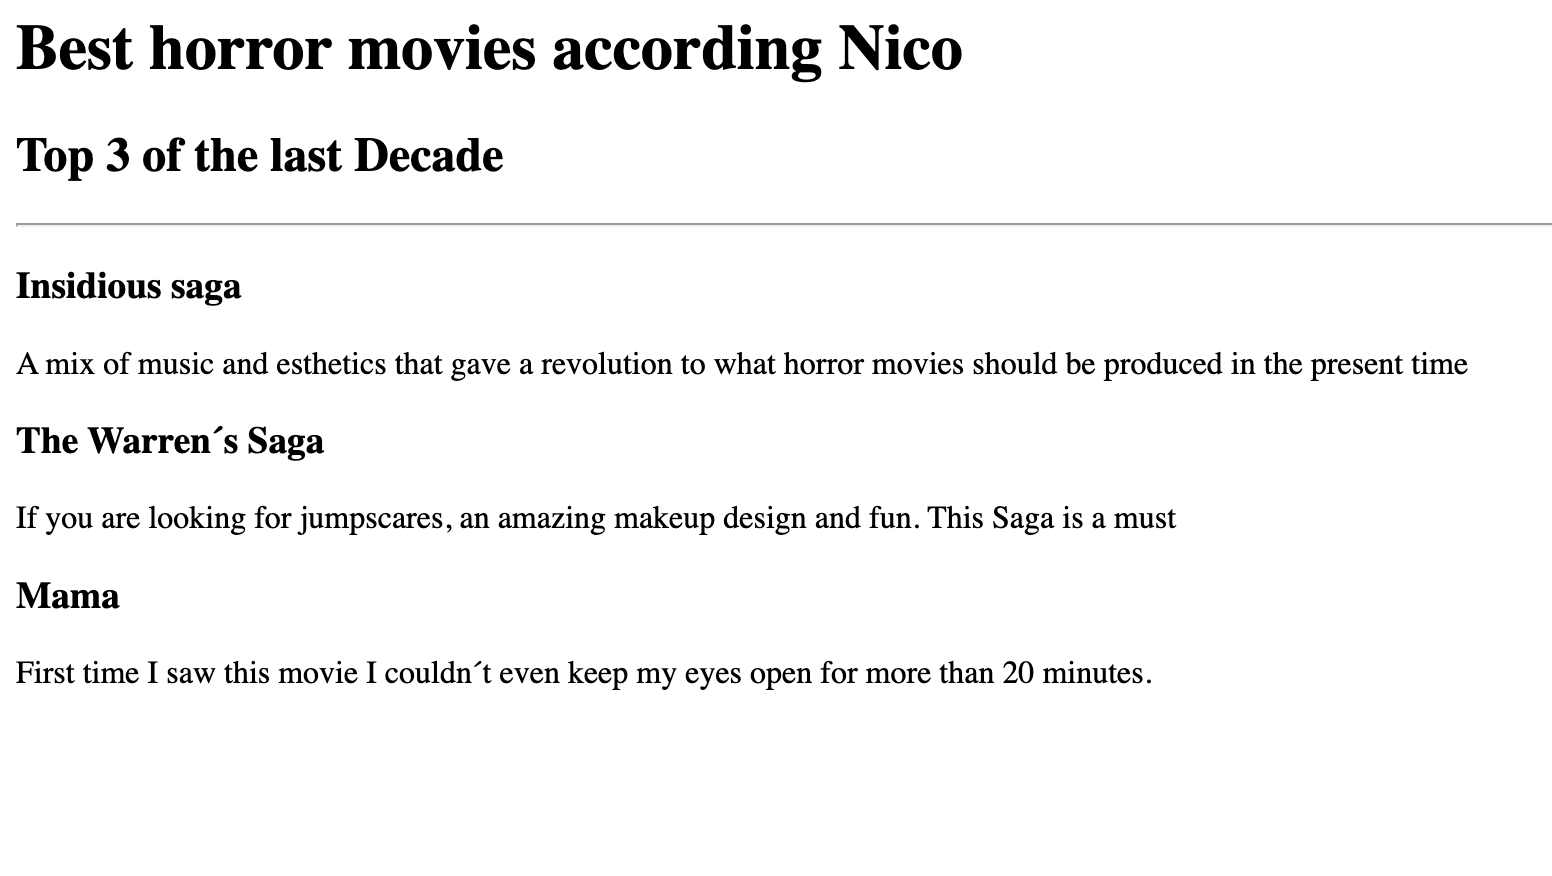 Best horror movies according Nico
Top 3 of the last Decade
Insidious saga
A mix of music and esthetics that gave a revolution to what horror movies should be produced in the present time
The Warren´s Saga
If you are looking for jumpscares, an amazing makeup design and fun. This Saga is a must
Mama
First time I saw this movie I couldn´t even keep my eyes open for more than 20 minutes.